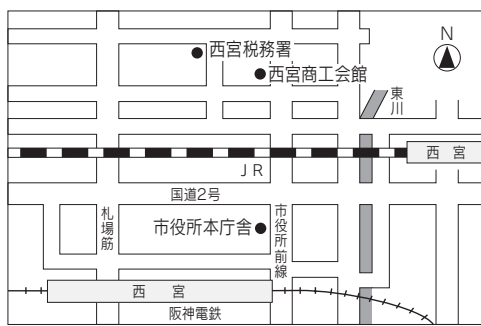 西宮税務署
N
西宮商工会館
東川
西 宮
JR
国道2号
札場筋
市役所本庁舎
市役所前線
西 宮
阪神電鉄